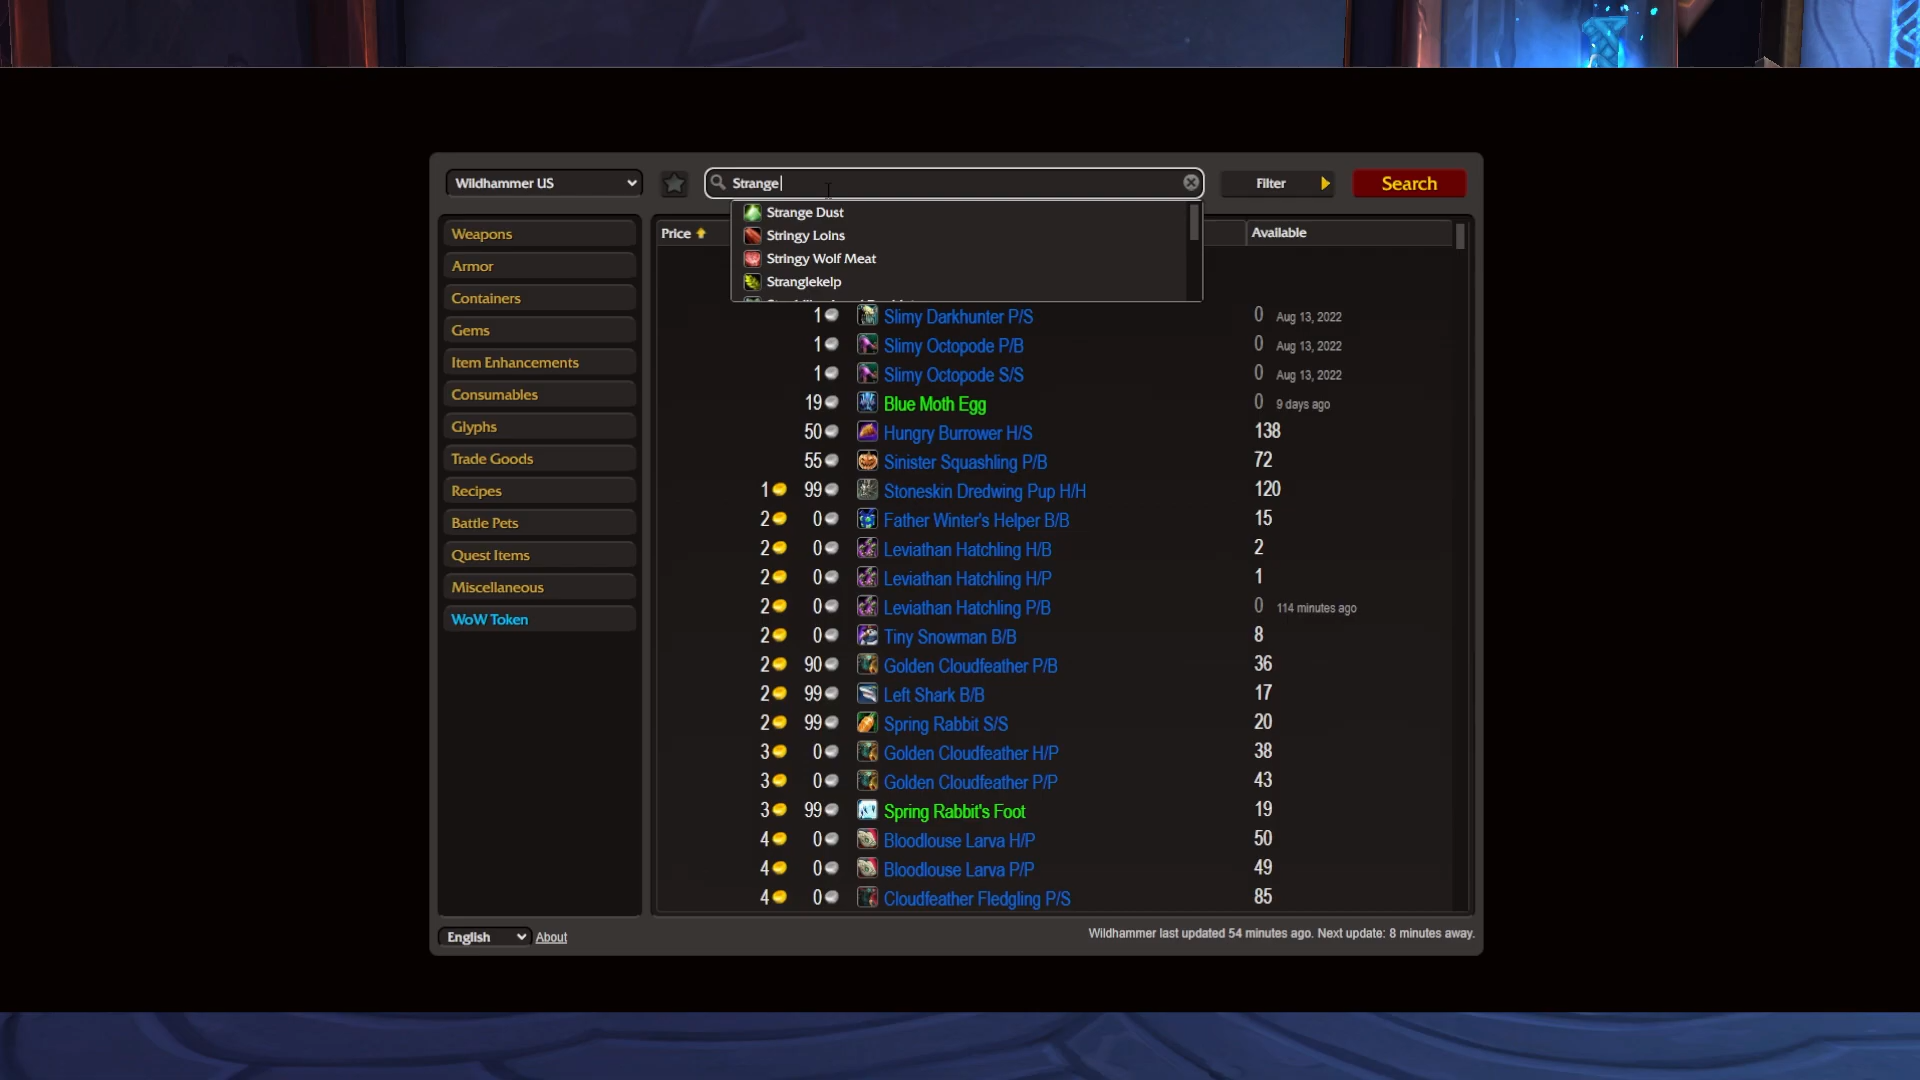 Wildhammer US
Strange
Filter
Search
Strange Dust
Stringy Loins
Stringy Wolf Meat
Stranglekelp
Weapons
Armor
Containers
Gems
Item Enhancements
Consumables
Glyphs
Trade Goods
Recipes
Battle Pets
Quest Items
Miscellaneous
WoW Token
Price Available
1 Slimy Darkhunter P/S 0 Aug 13, 2022
1 Slimy Octopode P/B 0 Aug 13, 2022
1 Slimy Octopode S/S 0 Aug 13, 2022
19 Blue Moth Egg 0 9 days ago
50 Hungry Burrower H/S 138
55 Sinister Squashling P/B 72
1 99 Stoneskin Dredwing Pup H/H 120
2 0 Father Winter's Helper B/B 15
2 0 Leviathan Hatchling H/B 2
2 0 Leviathan Hatchling H/P 1
2 0 Leviathan Hatchling P/B 0 114 minutes ago
2 0 Tiny Snowman B/B 8
2 90 Golden Cloudfeather P/B 36
2 99 Left Shark B/B 17
2 99 Spring Rabbit S/S 20
3 0 Golden Cloudfeather H/P 38
3 0 Golden Cloudfeather P/P 43
3 99 Spring Rabbit's Foot 19
4 0 Bloodlouse Larva H/P 50
4 0 Bloodlouse Larva P/P 49
4 0 Cloudfeather Fledgling P/S 85
English About
Wildhammer last updated 54 minutes ago. Next update: 8 minutes away.